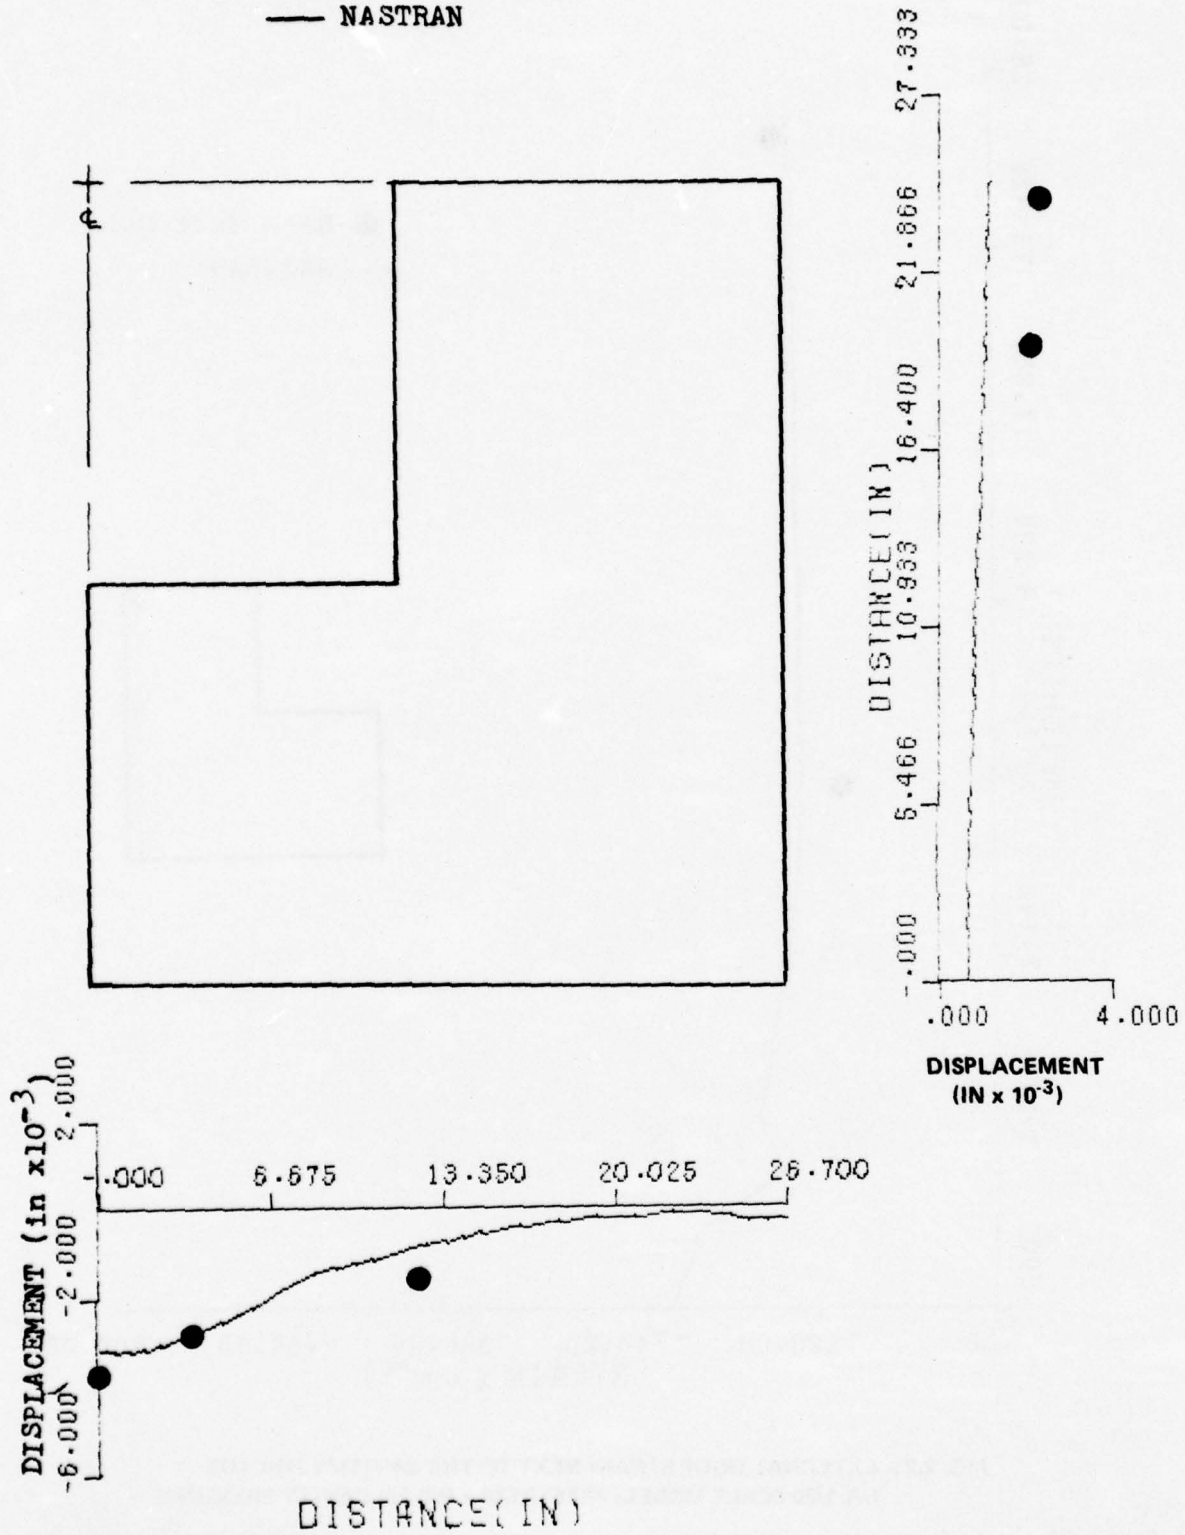 NASTRAN
℄
27.333
21.866
16.400
10.933
5.466
-.000
DISTANCE(IN)
.000 4.000
DISPLACEMENT
(IN x 10⁻³)
2.000
-2.000
-6.000
DISPLACEMENT (in x10⁻³)
-.000 6.675 13.350 20.025 26.700
DISTANCE(IN)